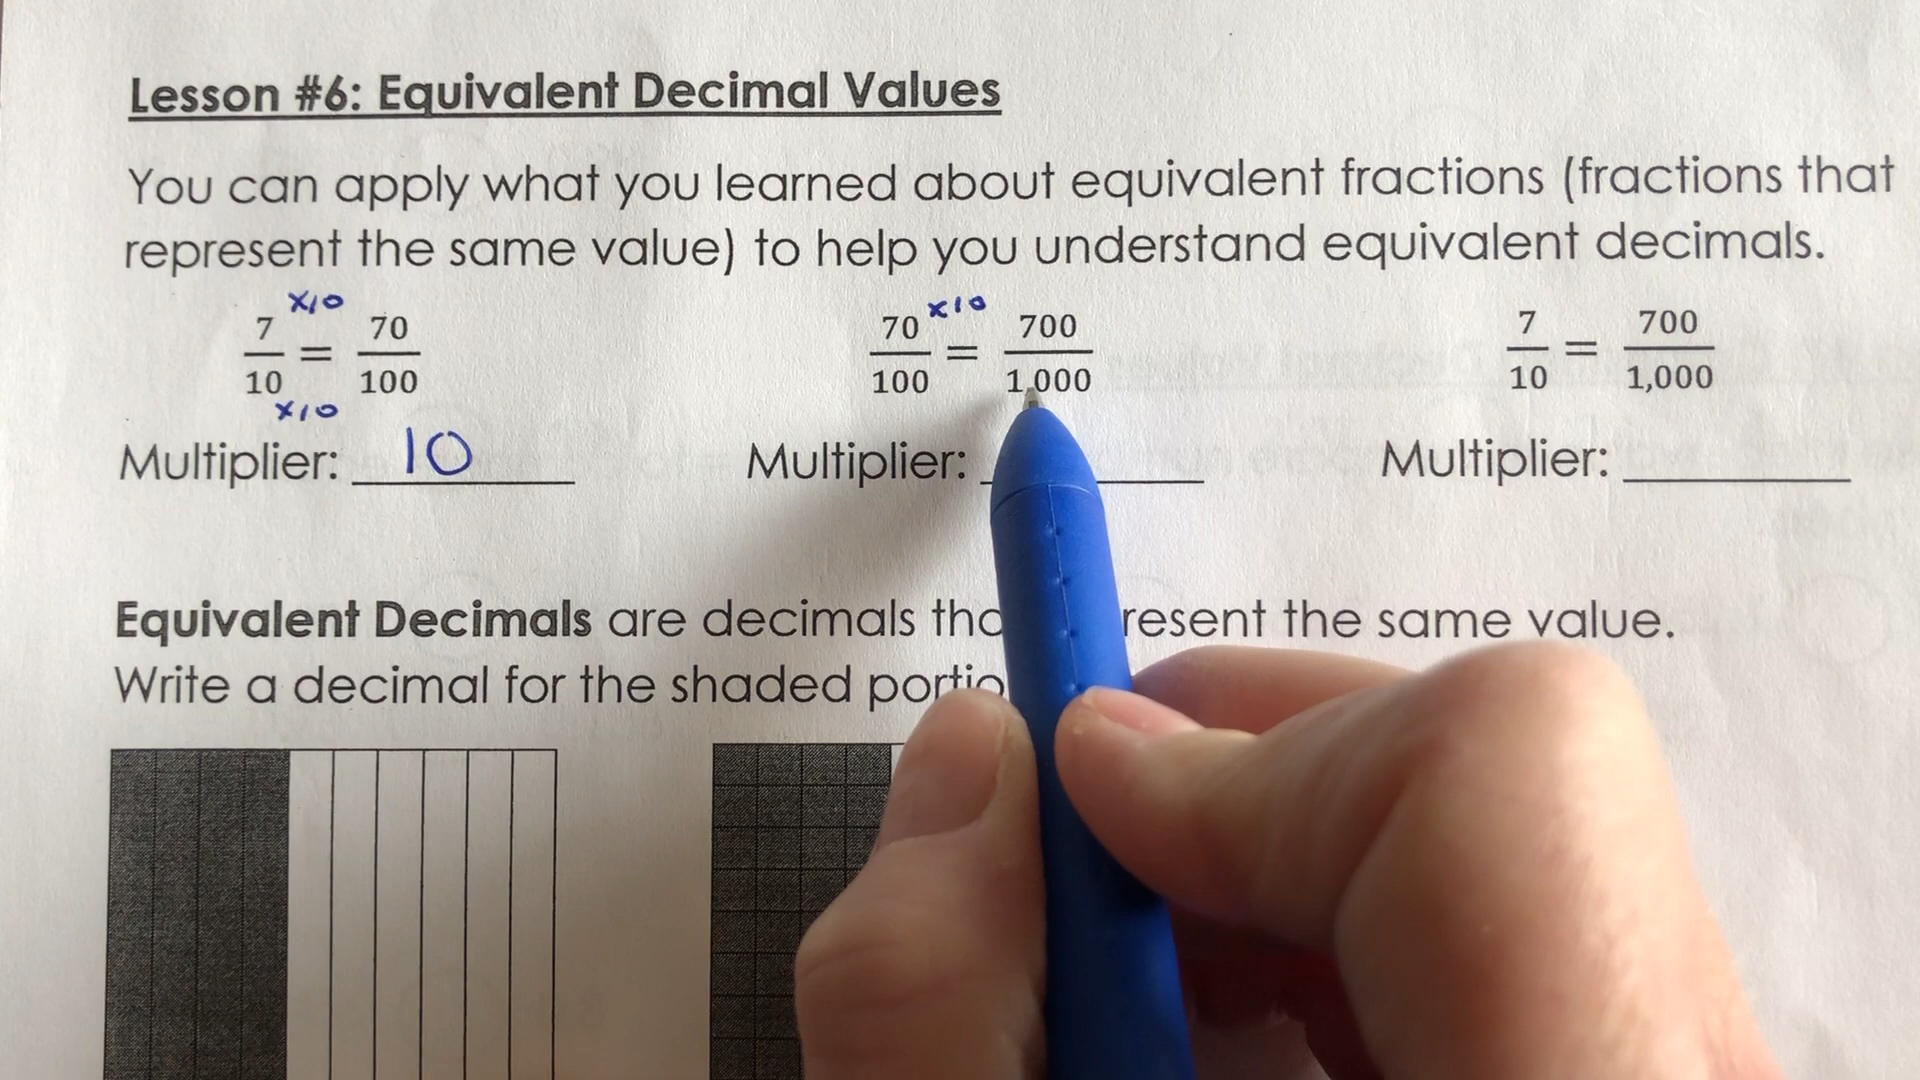 Lesson #6: Equivalent Decimal Values
You can apply what you learned about equivalent fractions (fractions that
represent the same value) to help you understand equivalent decimals.
x10 x10
7/10 = 70/100 70/100 = 700/1,000 7/10 = 700/1,000
x10
Multiplier: 10 Multiplier: Multiplier:
Equivalent Decimals are decimals the same value.
Write a decimal for the shaded